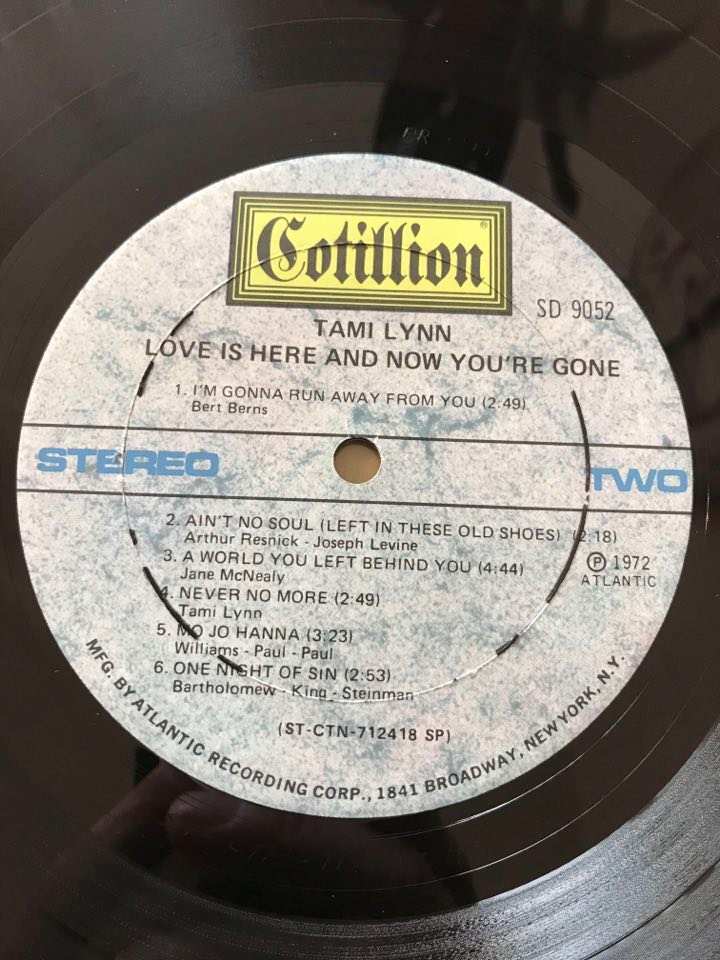 Cotillion®
SD 9052
TAMI LYNN
LOVE IS HERE AND NOW YOU'RE GONE
1. I'M GONNA RUN AWAY FROM YOU (2:49)
Bert Berns
STEREO
TWO
2. AIN'T NO SOUL (LEFT IN THESE OLD SHOES) (2:18)
Arthur Resnick - Joseph Levine
3. A WORLD YOU LEFT BEHIND YOU (4:44)
Jane McNealy
4. NEVER NO MORE (2:49)
Tami Lynn
5. MO JO HANNA (3:23)
Williams - Paul - Paul
6. ONE NIGHT OF SIN (2:53)
Bartholomew - King - Steinman
℗ 1972
ATLANTIC
(ST-CTN-712418 SP)
MFG. BY ATLANTIC RECORDING CORP., 1841 BROADWAY, NEW YORK, N.Y.